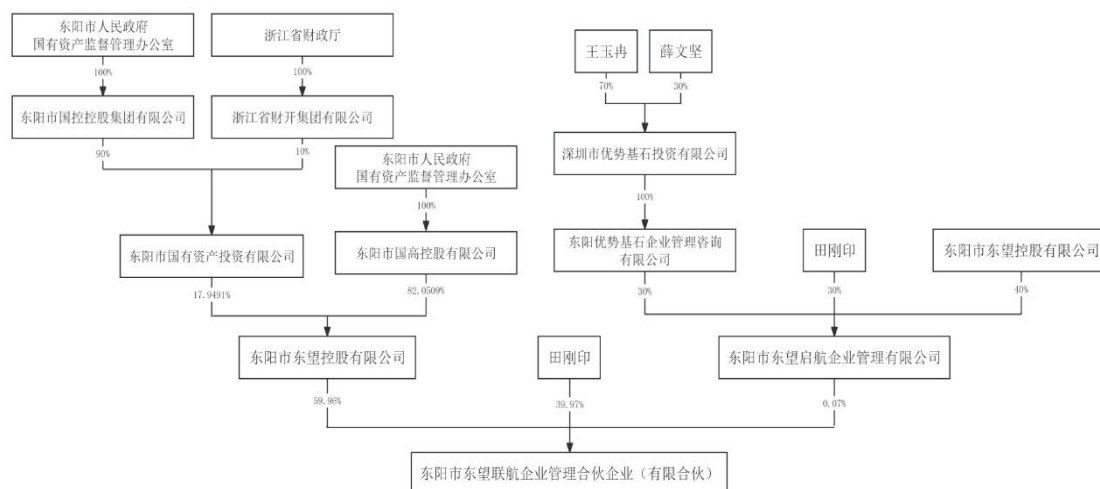 东阳市人民政府
国有资产监督管理办公室
浙江省财政厅
王玉冉
薛文坚
100%
100%
70%
30%
东阳市国控控股集团有限公司
浙江省财开集团有限公司
深圳市优势基石投资有限公司
90%
10%
东阳市人民政府
国有资产监督管理办公室
100%
100%
东阳市国有资产投资有限公司
东阳市国高控股有限公司
东阳优势基石企业管理咨询
有限公司
田刚印
东阳市东望控股有限公司
17.9491%
82.0509%
30%
30%
40%
东阳市东望控股有限公司
田刚印
东阳市东望启航企业管理有限公司
59.96%
39.97%
0.07%
东阳市东望联航企业管理合伙企业（有限合伙）